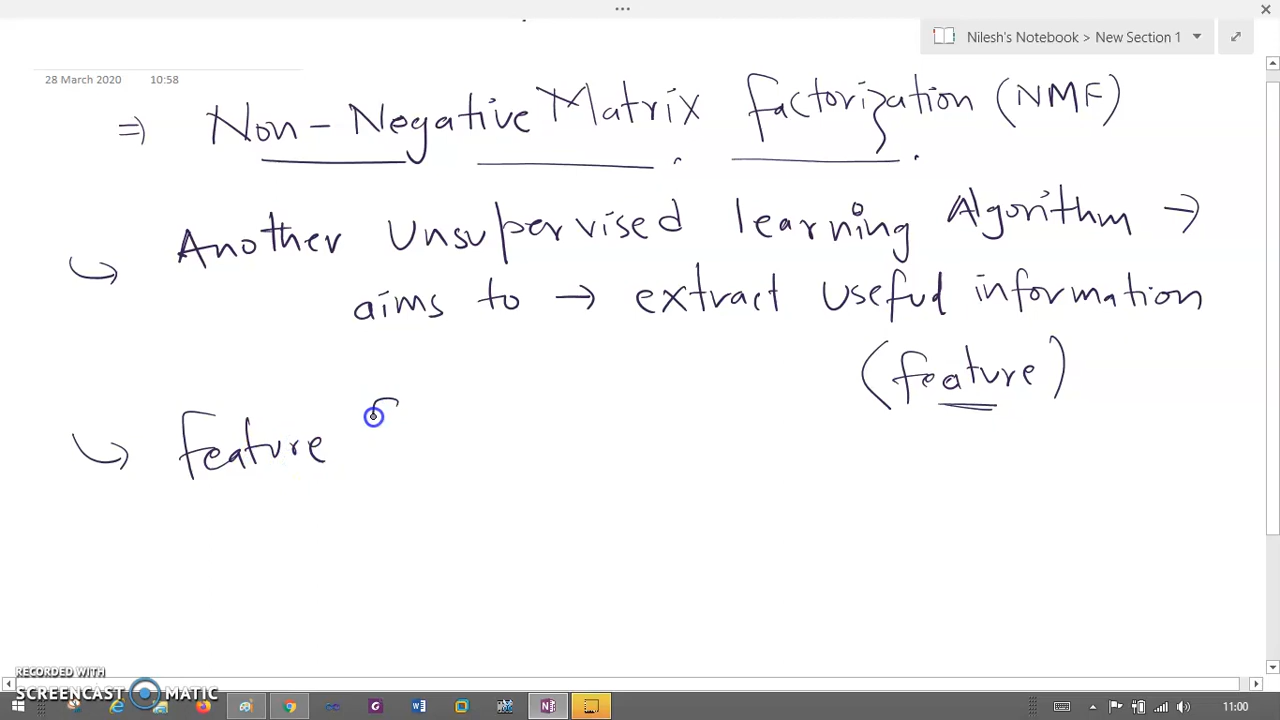 Nilesh's Notebook > New Section 1
28 March 2020 10:58
⇒ Non-Negative Matrix Factorization (NMF)
Another Unsupervised learning Algorithm →
aims to → extract useful information
(feature)
Feature
RECORDED WITH
SCREENCAST MATIC
11:00